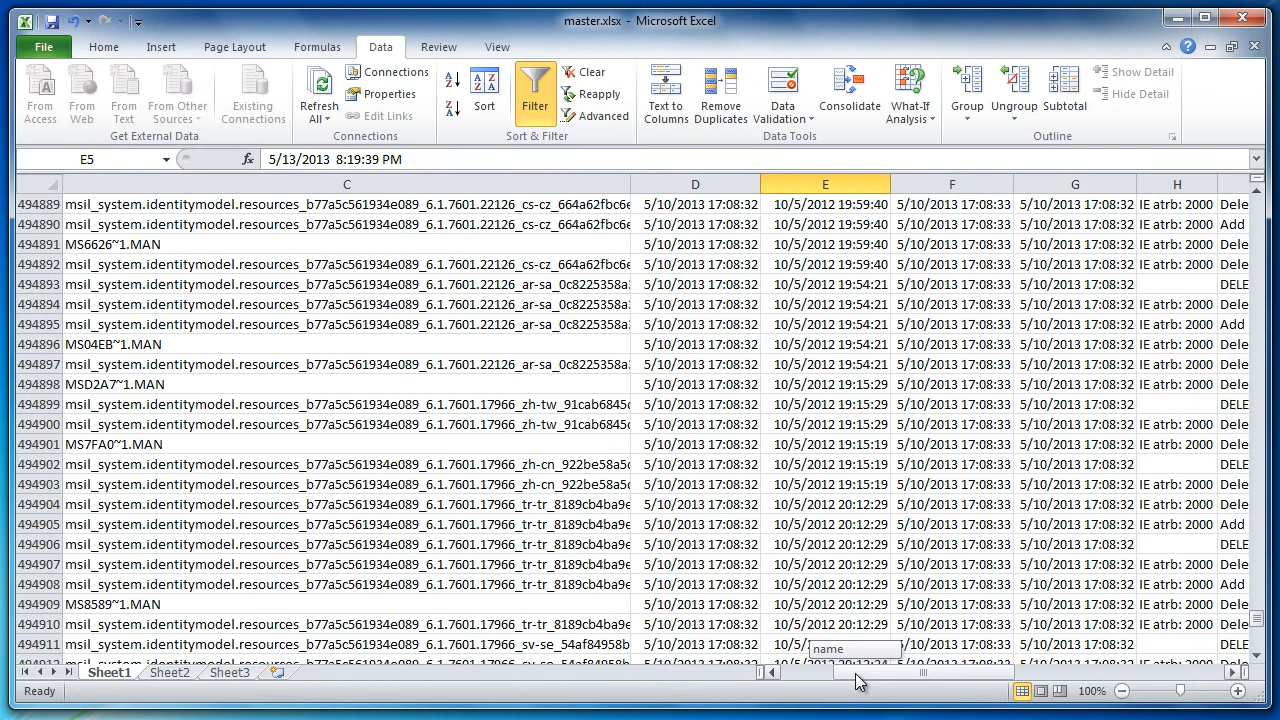 master.xlsx - Microsoft Excel
File Home Insert Page Layout Formulas Data Review View
From Access From Web From Text From Other Sources Existing Connections Refresh All Connections Properties Edit Links Sort Filter Clear Reapply Advanced Text to Columns Remove Duplicates Data Validation Consolidate What-If Analysis Group Ungroup Subtotal Show Detail Hide Detail
Get External Data Connections Sort & Filter Data Tools Outline
E5 fx 5/13/2013 8:19:39 PM
C D E F G H
494889 msil_system.identitymodel.resources_b77a5c561934e089_6.1.7601.22126_cs-cz_664a62fbc6e 5/10/2013 17:08:32 10/5/2012 19:59:40 5/10/2013 17:08:33 5/10/2013 17:08:32 IE atrb: 2000 Dele
494890 msil_system.identitymodel.resources_b77a5c561934e089_6.1.7601.22126_cs-cz_664a62fbc6e 5/10/2013 17:08:32 10/5/2012 19:59:40 5/10/2013 17:08:33 5/10/2013 17:08:32 IE atrb: 2000 Add
494891 MS6626~1.MAN 5/10/2013 17:08:32 10/5/2012 19:59:40 5/10/2013 17:08:33 5/10/2013 17:08:32 IE atrb: 2000 Dele
494892 msil_system.identitymodel.resources_b77a5c561934e089_6.1.7601.22126_cs-cz_664a62fbc6e 5/10/2013 17:08:32 10/5/2012 19:59:40 5/10/2013 17:08:33 5/10/2013 17:08:32 IE atrb: 2000 Dele
494893 msil_system.identitymodel.resources_b77a5c561934e089_6.1.7601.22126_ar-sa_0c8225358a 5/10/2013 17:08:32 10/5/2012 19:54:21 5/10/2013 17:08:33 5/10/2013 17:08:32 DELE
494894 msil_system.identitymodel.resources_b77a5c561934e089_6.1.7601.22126_ar-sa_0c8225358a 5/10/2013 17:08:32 10/5/2012 19:54:21 5/10/2013 17:08:33 5/10/2013 17:08:32 IE atrb: 2000 Dele
494895 msil_system.identitymodel.resources_b77a5c561934e089_6.1.7601.22126_ar-sa_0c8225358a 5/10/2013 17:08:32 10/5/2012 19:54:21 5/10/2013 17:08:33 5/10/2013 17:08:32 IE atrb: 2000 Add
494896 MS04EB~1.MAN 5/10/2013 17:08:32 10/5/2012 19:54:21 5/10/2013 17:08:33 5/10/2013 17:08:32 IE atrb: 2000 Dele
494897 msil_system.identitymodel.resources_b77a5c561934e089_6.1.7601.22126_ar-sa_0c8225358a 5/10/2013 17:08:32 10/5/2012 19:54:21 5/10/2013 17:08:33 5/10/2013 17:08:32 IE atrb: 2000 Dele
494898 MSD2A7~1.MAN 5/10/2013 17:08:32 10/5/2012 19:15:29 5/10/2013 17:08:33 5/10/2013 17:08:32 IE atrb: 2000 Dele
494899 msil_system.identitymodel.resources_b77a5c561934e089_6.1.7601.17966_zh-tw_91cab6845c 5/10/2013 17:08:32 10/5/2012 19:15:29 5/10/2013 17:08:33 5/10/2013 17:08:32 DELE
494900 msil_system.identitymodel.resources_b77a5c561934e089_6.1.7601.17966_zh-tw_91cab6845c 5/10/2013 17:08:32 10/5/2012 19:15:29 5/10/2013 17:08:33 5/10/2013 17:08:32 IE atrb: 2000 Dele
494901 MS7FA0~1.MAN 5/10/2013 17:08:32 10/5/2012 19:15:19 5/10/2013 17:08:33 5/10/2013 17:08:32 IE atrb: 2000 Dele
494902 msil_system.identitymodel.resources_b77a5c561934e089_6.1.7601.17966_zh-cn_922be58a5c 5/10/2013 17:08:32 10/5/2012 19:15:19 5/10/2013 17:08:33 5/10/2013 17:08:32 DELE
494903 msil_system.identitymodel.resources_b77a5c561934e089_6.1.7601.17966_zh-cn_922be58a5c 5/10/2013 17:08:32 10/5/2012 19:15:19 5/10/2013 17:08:33 5/10/2013 17:08:32 IE atrb: 2000 Dele
494904 msil_system.identitymodel.resources_b77a5c561934e089_6.1.7601.17966_tr-tr_8189cb4ba9e 5/10/2013 17:08:32 10/5/2012 20:12:29 5/10/2013 17:08:33 5/10/2013 17:08:32 IE atrb: 2000 Dele
494905 msil_system.identitymodel.resources_b77a5c561934e089_6.1.7601.17966_tr-tr_8189cb4ba9e 5/10/2013 17:08:32 10/5/2012 20:12:29 5/10/2013 17:08:33 5/10/2013 17:08:32 IE atrb: 2000 Add
494906 msil_system.identitymodel.resources_b77a5c561934e089_6.1.7601.17966_tr-tr_8189cb4ba9e 5/10/2013 17:08:32 10/5/2012 20:12:29 5/10/2013 17:08:33 5/10/2013 17:08:32 DELE
494907 msil_system.identitymodel.resources_b77a5c561934e089_6.1.7601.17966_tr-tr_8189cb4ba9e 5/10/2013 17:08:32 10/5/2012 20:12:29 5/10/2013 17:08:33 5/10/2013 17:08:32 IE atrb: 2000 Dele
494908 msil_system.identitymodel.resources_b77a5c561934e089_6.1.7601.17966_tr-tr_8189cb4ba9e 5/10/2013 17:08:32 10/5/2012 20:12:29 5/10/2013 17:08:33 5/10/2013 17:08:32 IE atrb: 2000 Add
494909 MS8589~1.MAN 5/10/2013 17:08:32 10/5/2012 20:12:29 5/10/2013 17:08:33 5/10/2013 17:08:32 IE atrb: 2000 Dele
494910 msil_system.identitymodel.resources_b77a5c561934e089_6.1.7601.17966_tr-tr_8189cb4ba9e 5/10/2013 17:08:32 10/5/2012 20:12:29 5/10/2013 17:08:33 5/10/2013 17:08:32 IE atrb: 2000 Dele
494911 msil_system.identitymodel.resources_b77a5c561934e089_6.1.7601.17966_sv-se_54af84958b 5/10/2013 17:08:32 5/10/2013 17:08:33 5/10/2013 17:08:32 DELE
name
Sheet1 Sheet2 Sheet3
Ready 100%